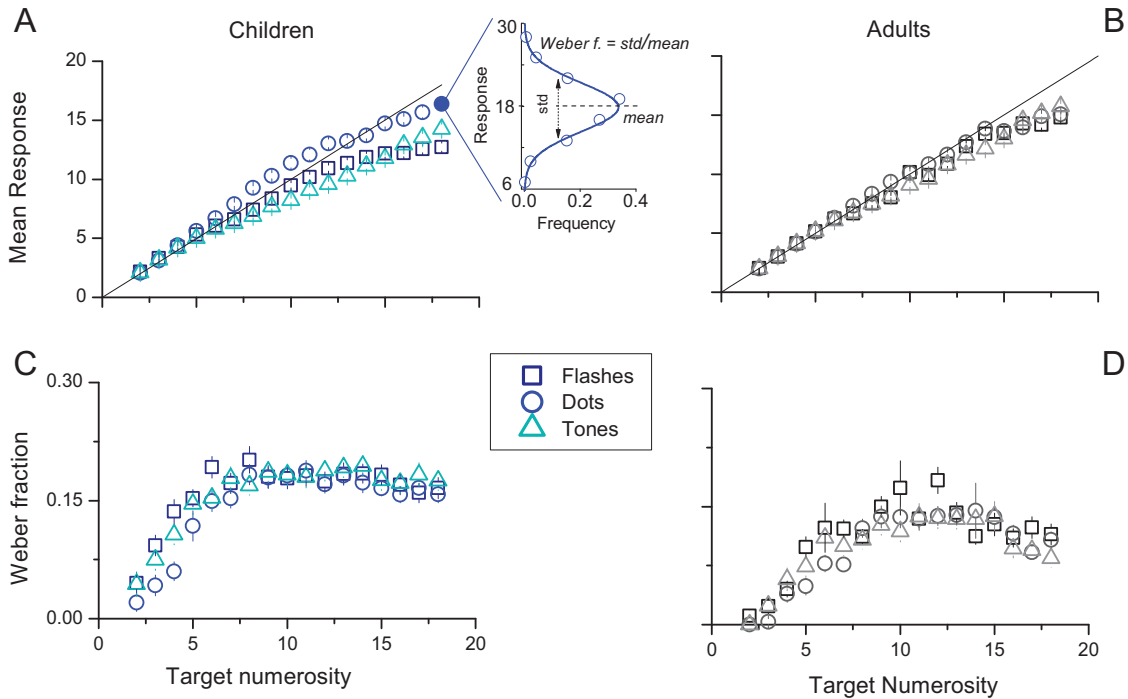 A
Children
Adults
B
30
Weber f. = std/mean
Response
18
std
mean
6
0.0
0.4
Frequency
20
15
10
5
0
Mean Response
C
D
0.30
0.15
0.00
Weber fraction
Flashes
Dots
Tones
0
5
10
15
20
Target numerosity
0
5
10
15
20
Target Numerosity